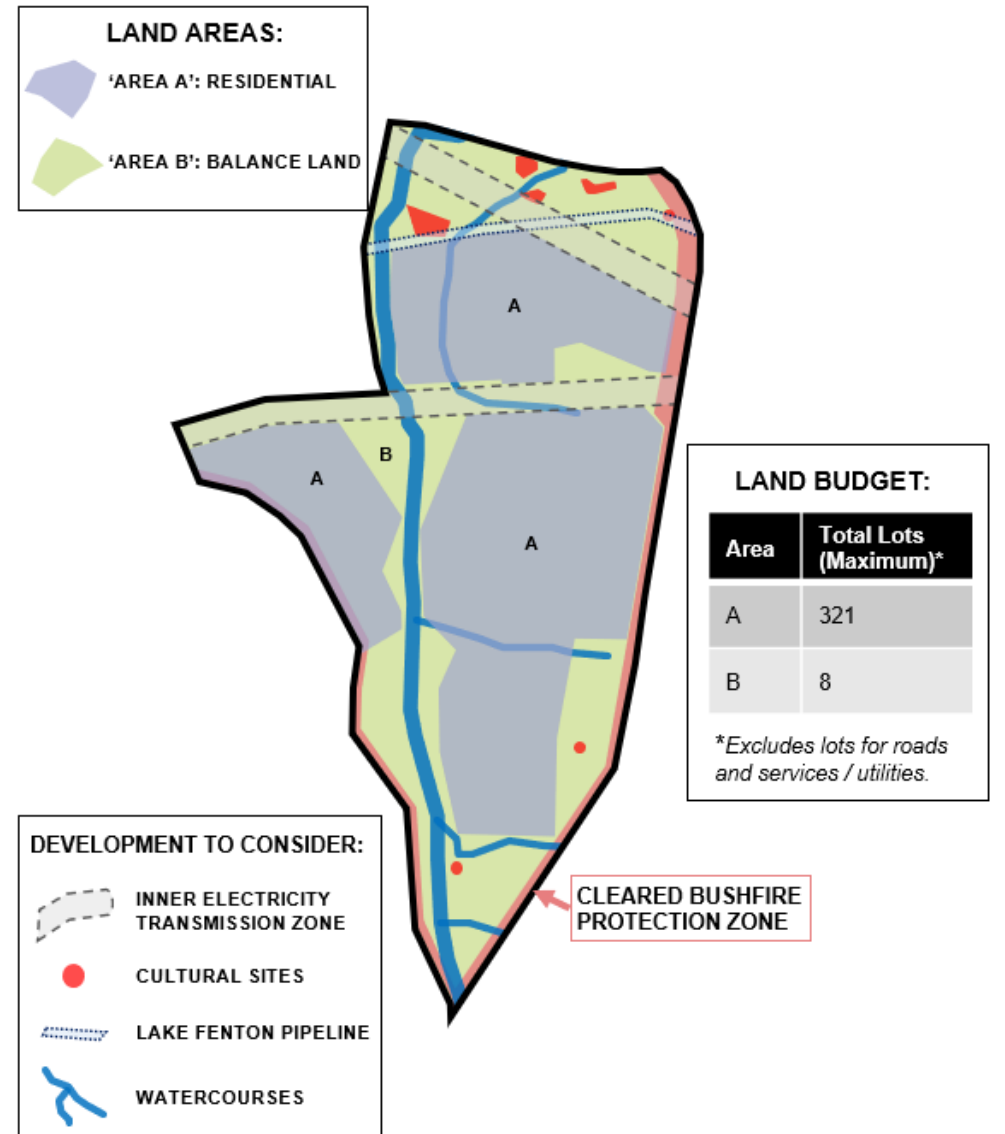 LAND AREAS:
'AREA A': RESIDENTIAL
'AREA B': BALANCE LAND
A
B
A
A
LAND BUDGET:
Area Total Lots
(Maximum)*
A 321
B 8
*Excludes lots for roads
and services / utilities.
DEVELOPMENT TO CONSIDER:
INNER ELECTRICITY
TRANSMISSION ZONE
CULTURAL SITES
LAKE FENTON PIPELINE
WATERCOURSES
CLEARED BUSHFIRE
PROTECTION ZONE